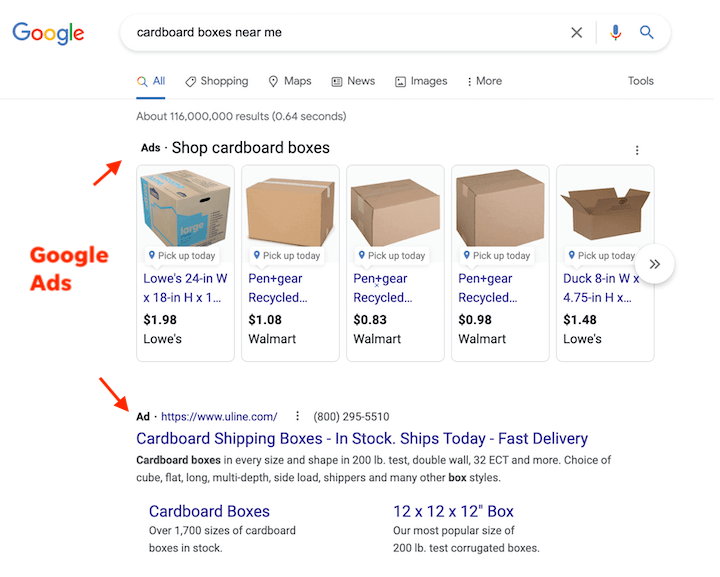 Google
cardboard boxes near me
All Shopping Maps News Images More Tools
About 116,000,000 results (0.64 seconds)
Ads · Shop cardboard boxes
large
Pick up today Pick up today Pick up today Pick up today Pick up today
Lowe's 24-in W x 18-in H x 1...
$1.98
Lowe's
Pen+gear Recycled...
$1.08
Walmart
Pen+gear Recycled...
$0.83
Walmart
Pen+gear Recycled...
$0.98
Walmart
Duck 8-in W x 4.75-in H x...
$1.48
Lowe's
Google
Ads
Ad · https://www.uline.com/ (800) 295-5510
Cardboard Shipping Boxes - In Stock. Ships Today - Fast Delivery
Cardboard boxes in every size and shape in 200 lb. test, double wall, 32 ECT and more. Choice of
cube, flat, long, multi-depth, side load, shippers and many other box styles.
Cardboard Boxes
Over 1,700 sizes of cardboard
boxes in stock.
12 x 12 x 12" Box
Our most popular size of
200 lb. test corrugated boxes.